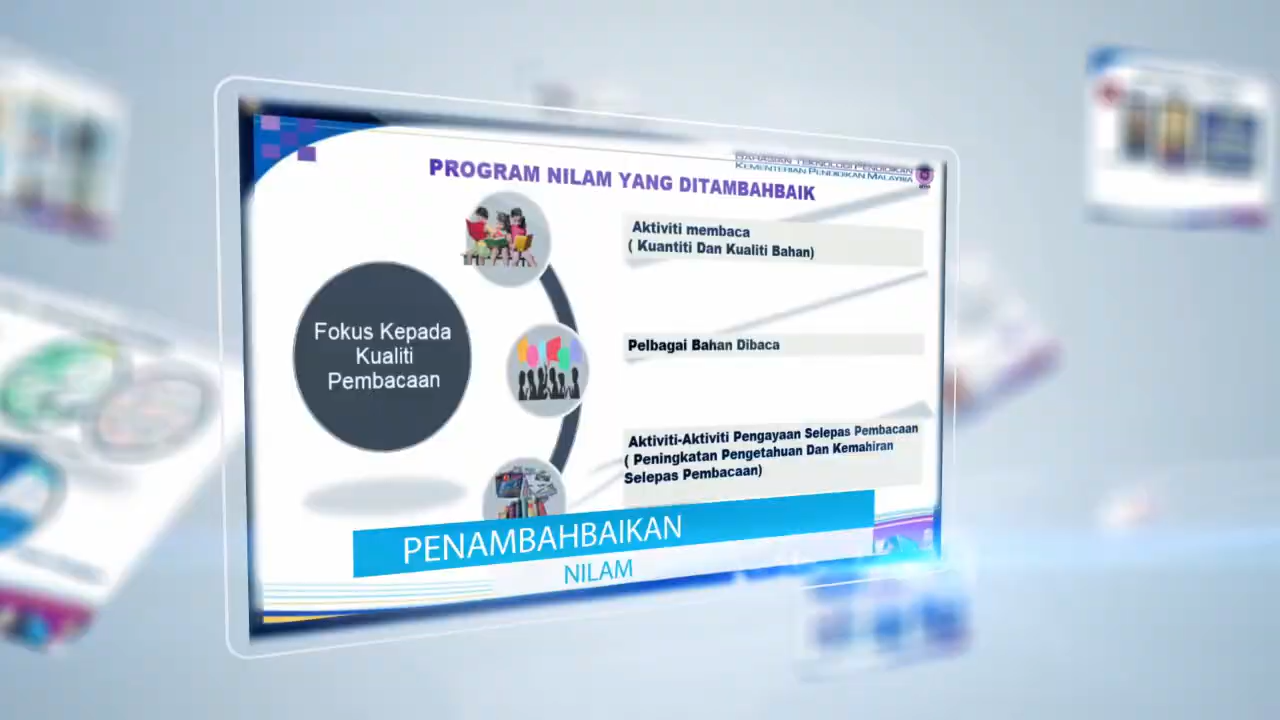 BAHAGIAN TEKNOLOGI PENDIDIKAN
KEMENTERIAN PENDIDIKAN MALAYSIA
PROGRAM NILAM YANG DITAMBAHBAIK
Aktiviti membaca
( Kuantiti Dan Kualiti Bahan)
Fokus Kepada
Kualiti
Pembacaan
Pelbagai Bahan Dibaca
Aktiviti-Aktiviti Pengayaan Selepas Pembacaan
( Peningkatan Pengetahuan Dan Kemahiran
Selepas Pembacaan)
PENAMBAHBAIKAN
NILAM